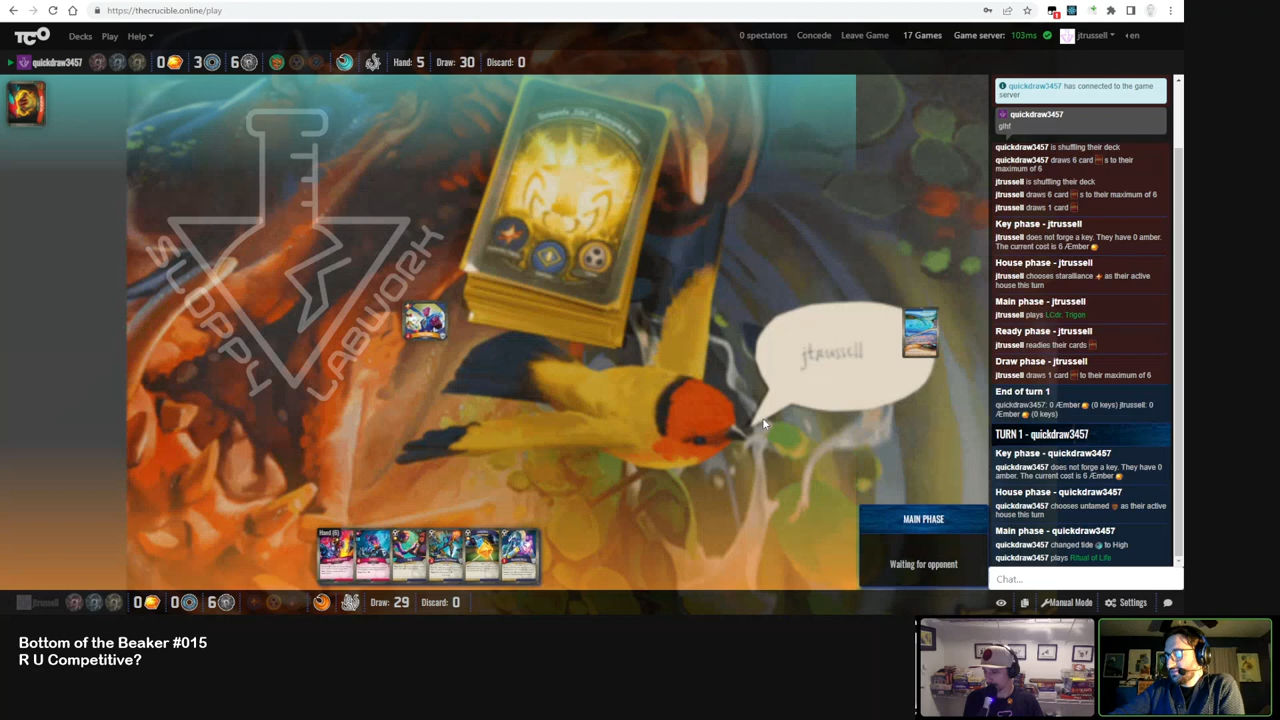 https://thecrucible.online/play
TCO
Decks
Play
Help
0 spectators
Concede
Leave Game
17 Games
Game server: 103ms
jtrussell
en
quickdraw3457
0
3
6
Hand: 5
Draw: 30
Discard: 0
quickdraw3457 has connected to the game
server
quickdraw3457
glhf
quickdraw3457 is shuffling their deck
quickdraw3457 draws 6 card s to their
maximum of 6
jtrussell is shuffling their deck
jtrussell draws 6 card s to their maximum of 6
jtrussell draws 1 card
Key phase - jtrussell
jtrussell does not forge a key. They have 0 amber.
The current cost is 6 Æmber
House phase - jtrussell
jtrussell chooses staralliance as their active
house this turn
Main phase - jtrussell
jtrussell plays LCdr. Trigon
Ready phase - jtrussell
jtrussell readies their cards
Draw phase - jtrussell
jtrussell draws 1 card to their maximum of 6
End of turn 1
quickdraw3457: 0 Æmber (0 keys) jtrussell: 0
Æmber (0 keys)
TURN 1 - quickdraw3457
Key phase - quickdraw3457
quickdraw3457 does not forge a key. They have 0
amber. The current cost is 6 Æmber
House phase - quickdraw3457
quickdraw3457 chooses untamed as their active
house this turn
Main phase - quickdraw3457
quickdraw3457 changed tide to High
quickdraw3457 plays Ritual of Life
SLOPPY
LABWORK
jtrussell
MAIN PHASE
Waiting for opponent
Hand (6)
Chat...
jtrussell
0
0
6
Draw: 29
Discard: 0
Manual Mode
Settings
Bottom of the Beaker #015
R U Competitive?